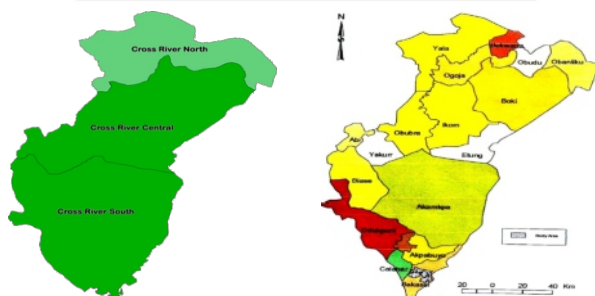 Cross River North
Cross River Central
Cross River South
N
Yala
Obudu
Obanliku
Ogoja
Boki
Obubra
Ikom
Abi
Yakurr
Etung
Biase
Akamkpa
Odukpani
Akpabuyo
Calabar
Bakassi
Study Area
20 0 20 40 Km